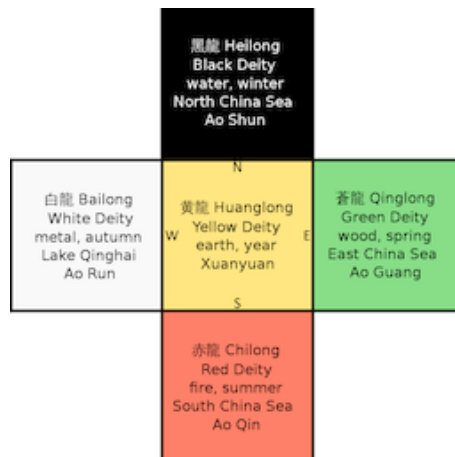 黑龍 Heilong
Black Deity
water, winter
North China Sea
Ao Shun
N
白龍 Bailong
White Deity
metal, autumn
Lake Qinghai
Ao Run
W
黄龍 Huanglong
Yellow Deity
earth, year
Xuanyuan
E
蒼龍 Qinglong
Green Deity
wood, spring
East China Sea
Ao Guang
S
赤龍 Chilong
Red Deity
fire, summer
South China Sea
Ao Qin